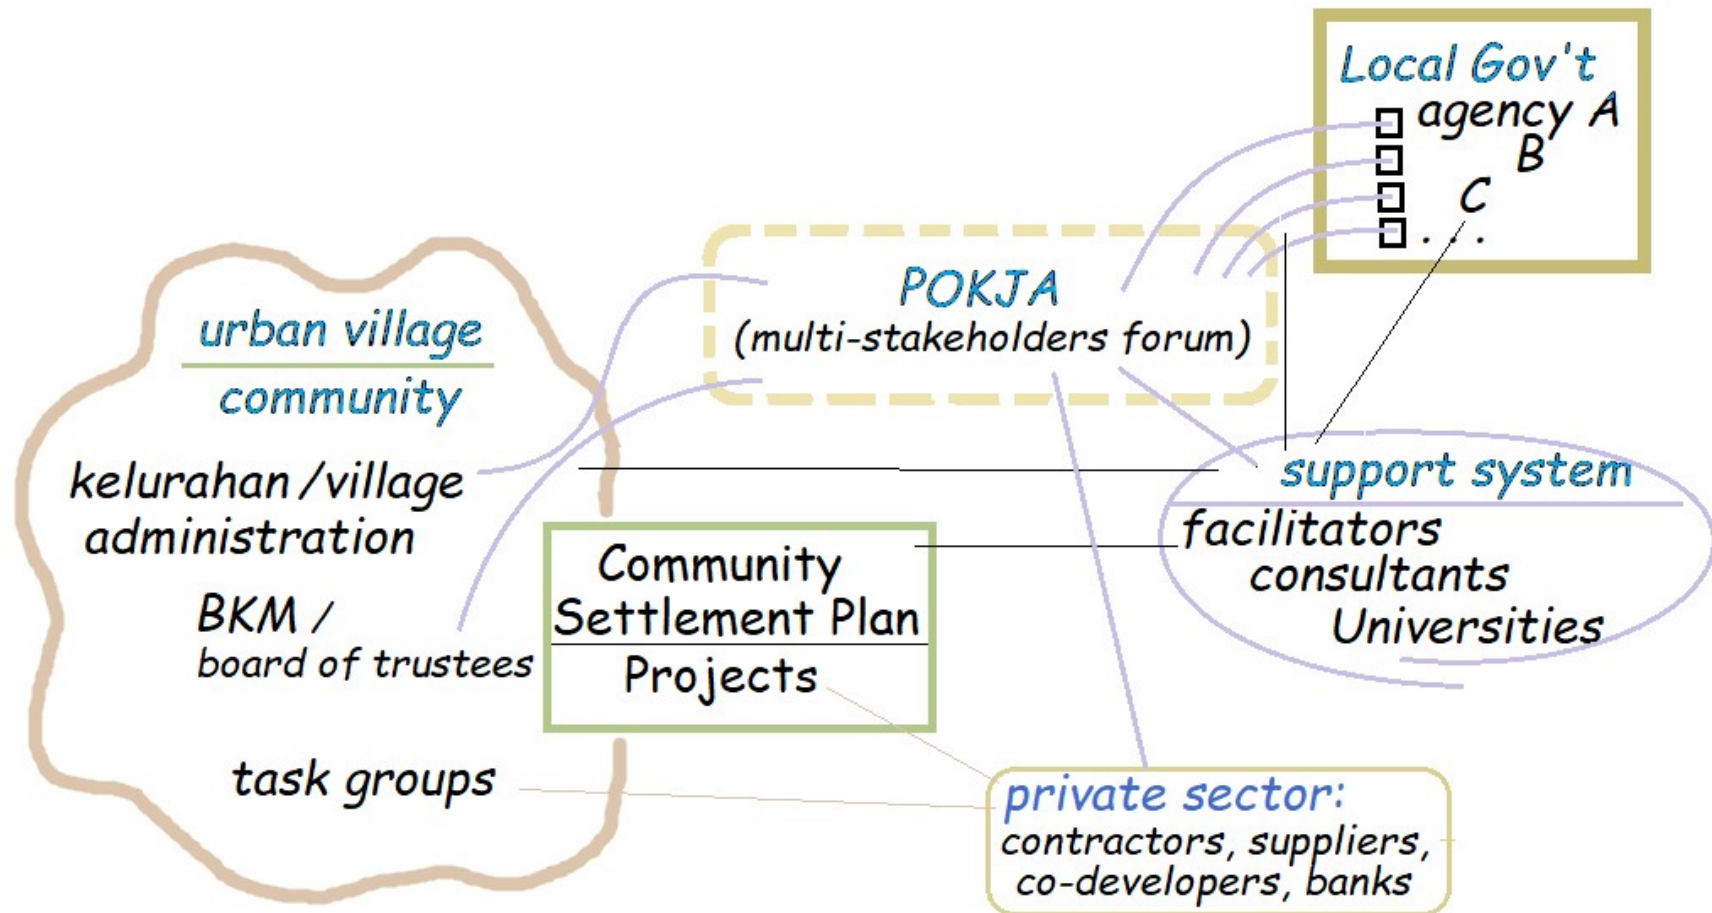 Local Gov't
agency A
B
C
. . .
POKJA
(multi-stakeholders forum)
urban village
community
kelurahan /village
administration
BKM /
board of trustees
task groups
Community
Settlement Plan
Projects
support system
facilitators
consultants
Universities
private sector:
contractors, suppliers,
co-developers, banks